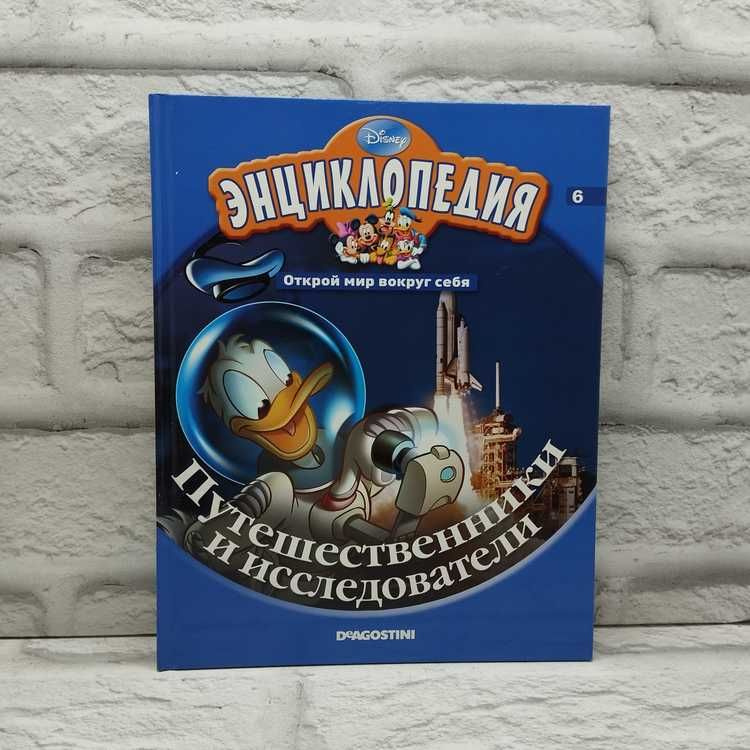 Disney
ЭНЦИКЛОПЕДИЯ
6
Открой мир вокруг себя
Путешественники
и исследователи
DeAGOSTINI